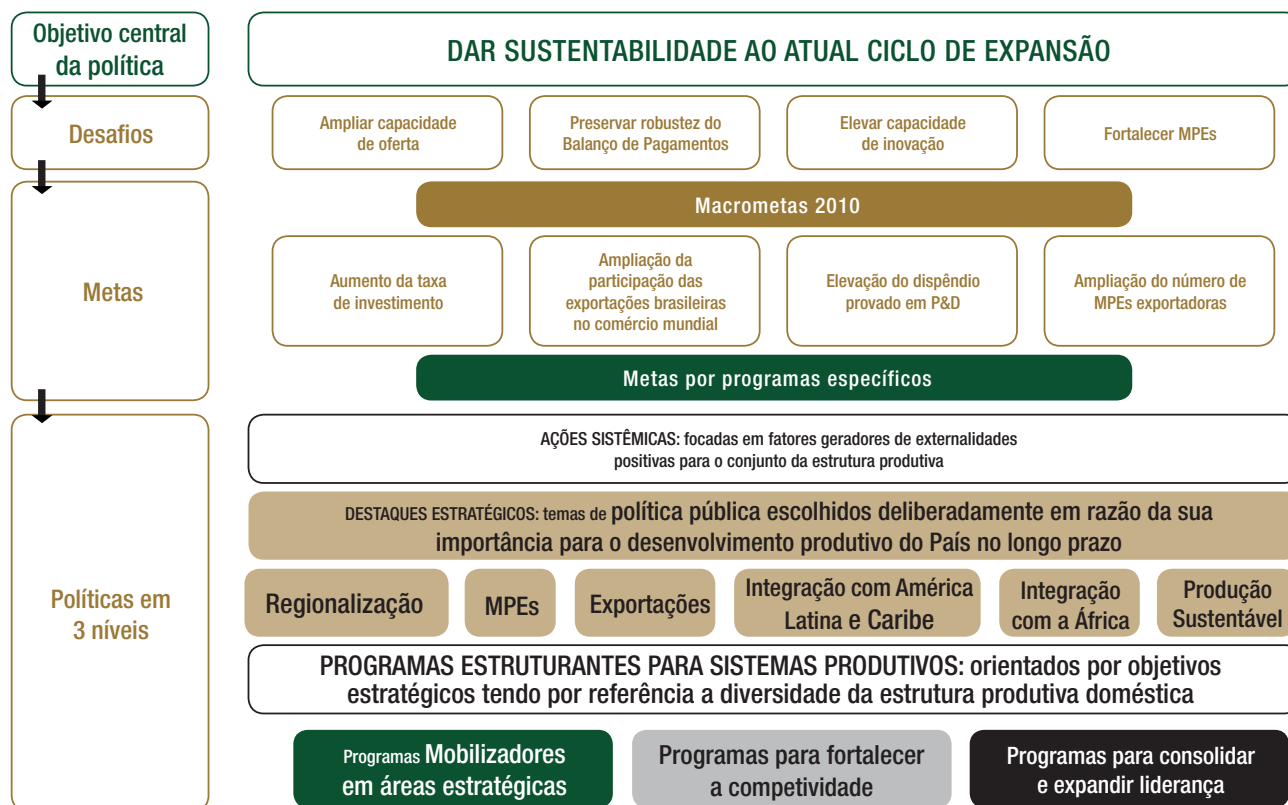 Objetivo central
da política
DAR SUSTENTABILIDADE AO ATUAL CICLO DE EXPANSÃO
Desafios
Ampliar capacidade
de oferta
Preservar robustez do
Balanço de Pagamentos
Elevar capacidade
de inovação
Fortalecer MPEs
Metas
Macrometas 2010
Aumento da taxa
de investimento
Ampliação da
participação das
exportações brasileiras
no comércio mundial
Elevação do dispêndio
provado em P&D
Ampliação do número de
MPEs exportadoras
Metas por programas específicos
Políticas em
3 níveis
AÇÕES SISTÊMICAS: focadas em fatores geradores de externalidades
positivas para o conjunto da estrutura produtiva
DESTAQUES ESTRATÉGICOS: temas de política pública escolhidos deliberadamente em razão da sua
importância para o desenvolvimento produtivo do País no longo prazo
Regionalização
MPEs
Exportações
Integração com América
Latina e Caribe
Integração
com a África
Produção
Sustentável
PROGRAMAS ESTRUTURANTES PARA SISTEMAS PRODUTIVOS: orientados por objetivos
estratégicos tendo por referência a diversidade da estrutura produtiva doméstica
Programas Mobilizadores
em áreas estratégicas
Programas para fortalecer
a competividade
Programas para consolidar
e expandir liderança